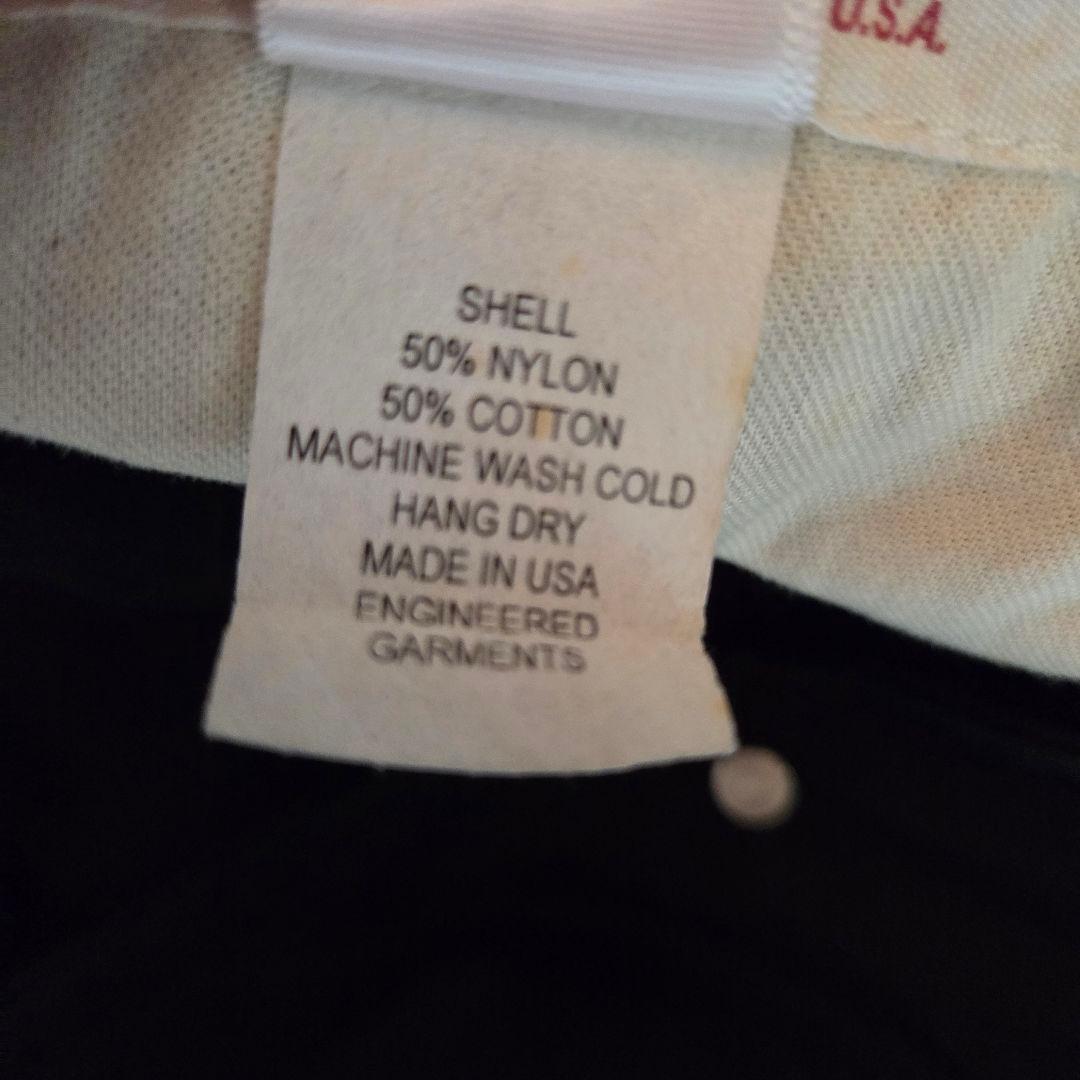 U.S.A.
SHELL
50% NYLON
50% COTTON
MACHINE WASH COLD
HANG DRY
MADE IN USA
ENGINEERED
GARMENTS